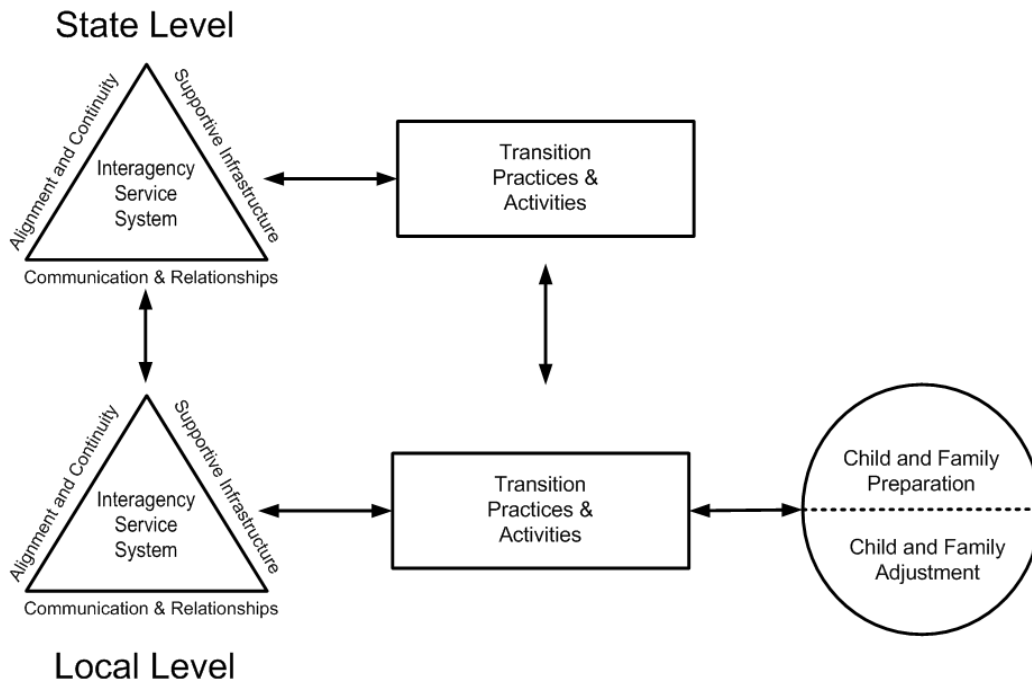 State Level
Alignment and Continuity
Supportive Infrastructure
Interagency
Service
System
Communication & Relationships
Transition
Practices &
Activities
Alignment and Continuity
Supportive Infrastructure
Interagency
Service
System
Communication & Relationships
Transition
Practices &
Activities
Child and Family
Preparation
Child and Family
Adjustment
Local Level